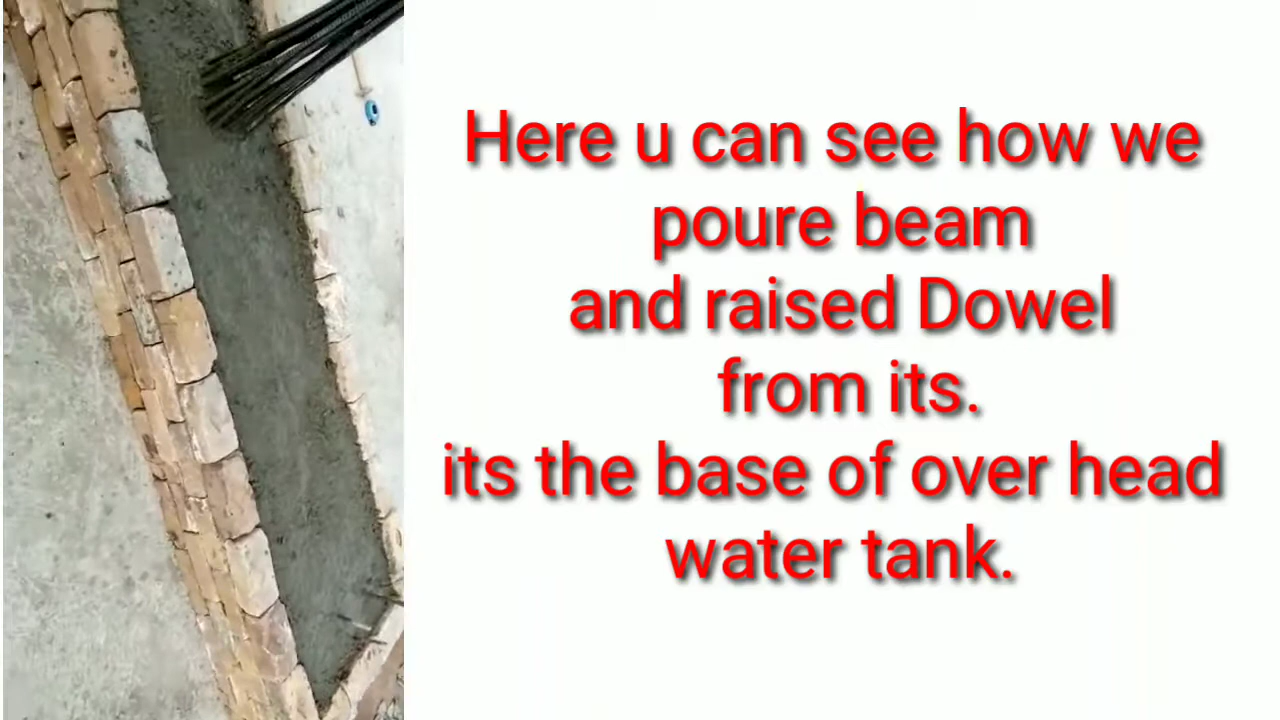 Here u can see how we
poure beam
and raised Dowel
from its.
its the base of over head
water tank.